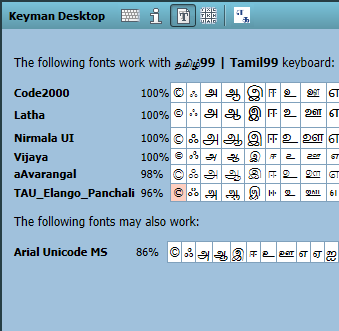 Keyman Desktop
The following fonts work with தமிழ்99 | Tamil99 keyboard:
Code2000 100% © ஃ அ ஆ இ ஈ உ ஊ எ
Latha 100% © ஃ அ ஆ இ ஈ உ ஊ எ
Nirmala UI 100% © ஃ அ ஆ இ ஈ உ ஊ எ
Vijaya 100% © ஃ அ ஆ இ ஈ உ ஊ எ
aAvarangal 98% © ஃ அ ஆ இ ஈ உ ஊ எ
TAU_Elango_Panchali 96% © ஃ அ ஆ இ ஈ உ ஊ எ
The following fonts may also work:
Arial Unicode MS 86% © ஃ அ ஆ இ ஈ உ ஊ எ ஏ ஐ